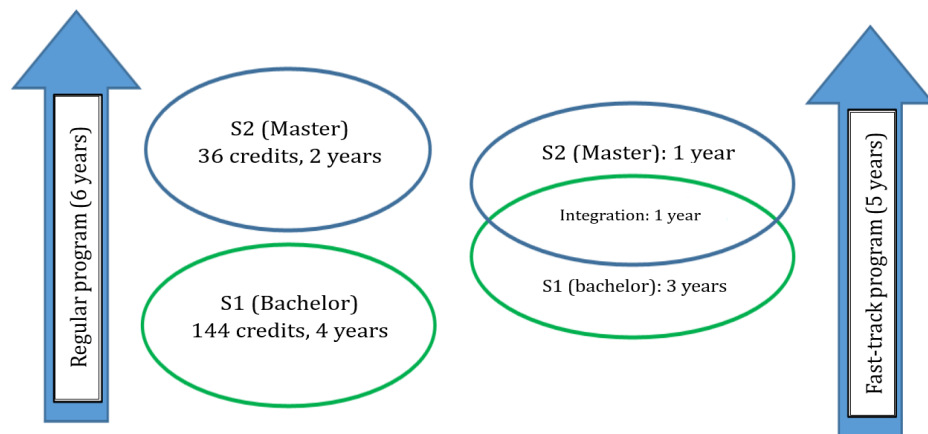 Regular program (6 years)
S2 (Master)
36 credits, 2 years
S1 (Bachelor)
144 credits, 4 years
S2 (Master): 1 year
Integration: 1 year
S1 (bachelor): 3 years
Fast-track program (5 years)